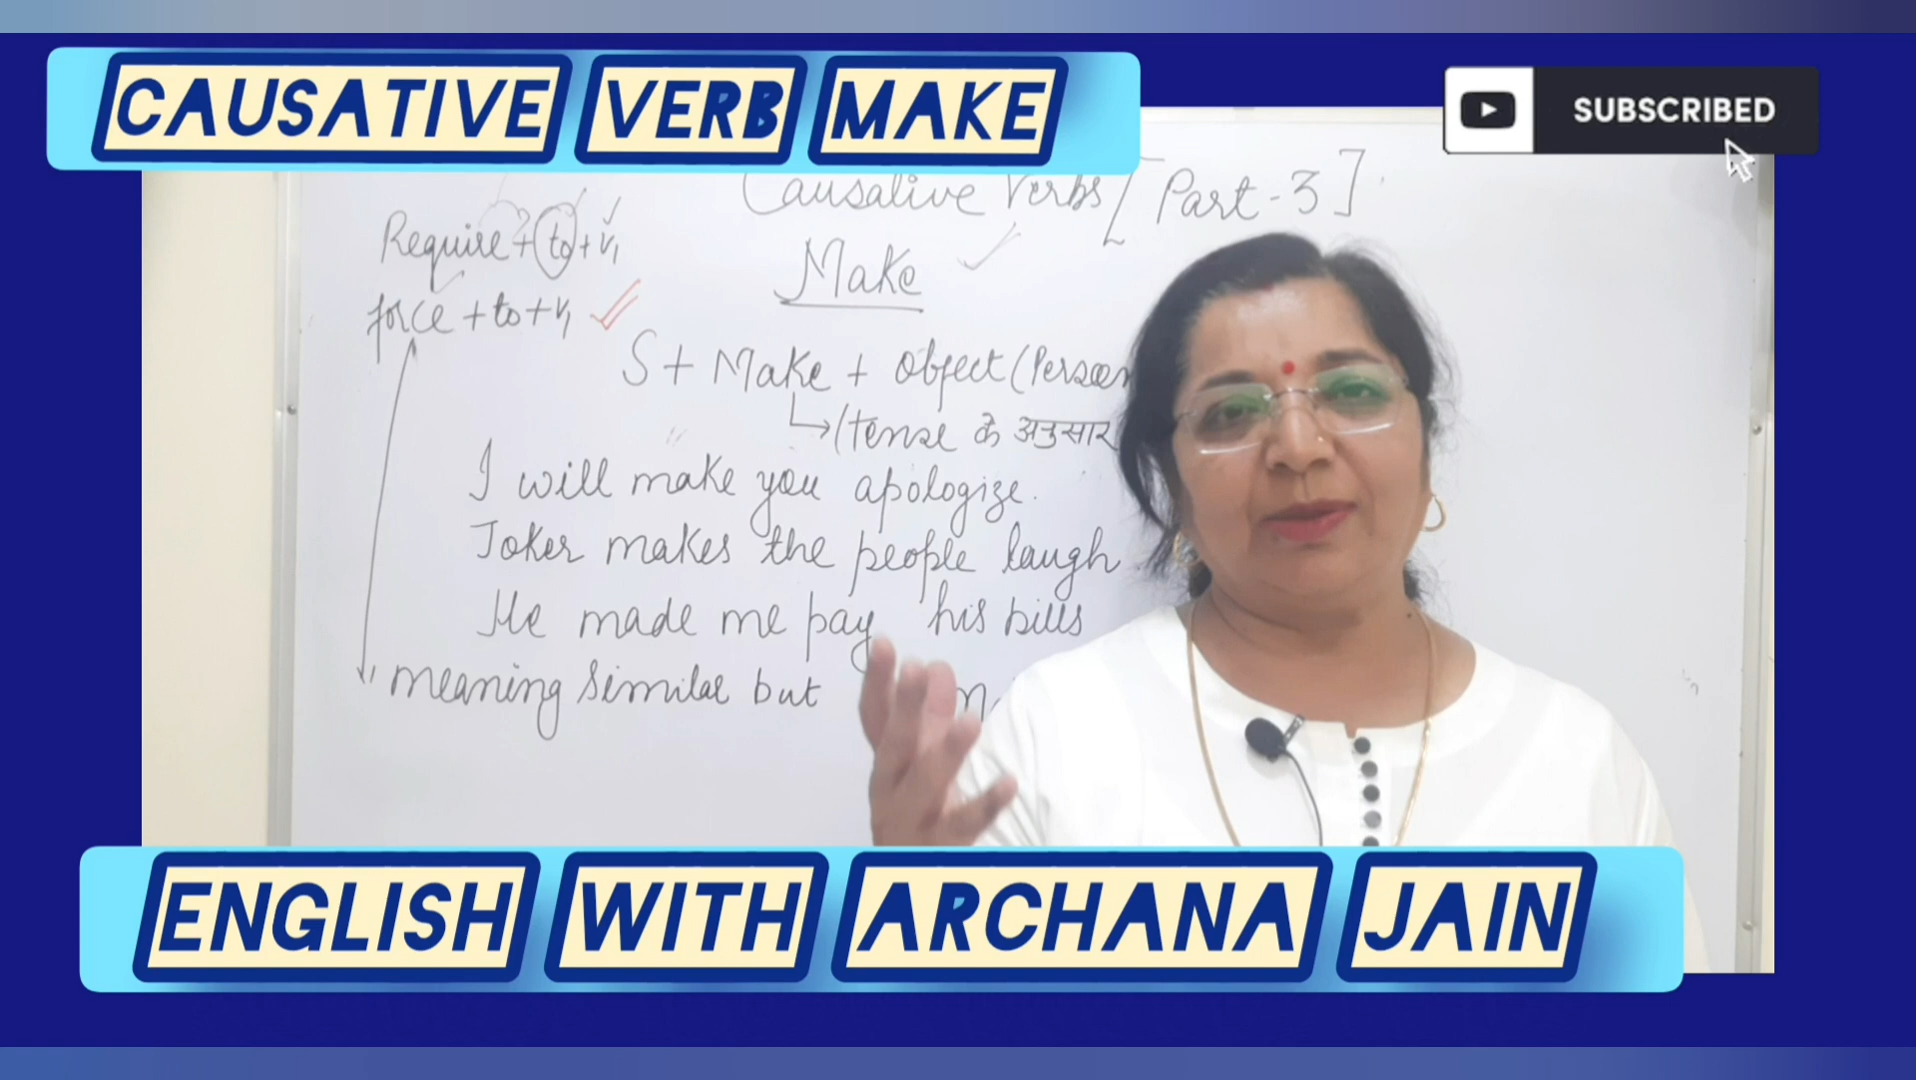 CAUSATIVE VERB MAKE
SUBSCRIBED
Causative Verbs [Part-3]
Require + to + V1
Make
force + to + V1
S + Make + Object (Person
(tense के अनुसार
I will make you apologize.
Joker makes the people laugh
He made me pay his bills
meaning similar but
ENGLISH WITH ARCHANA JAIN